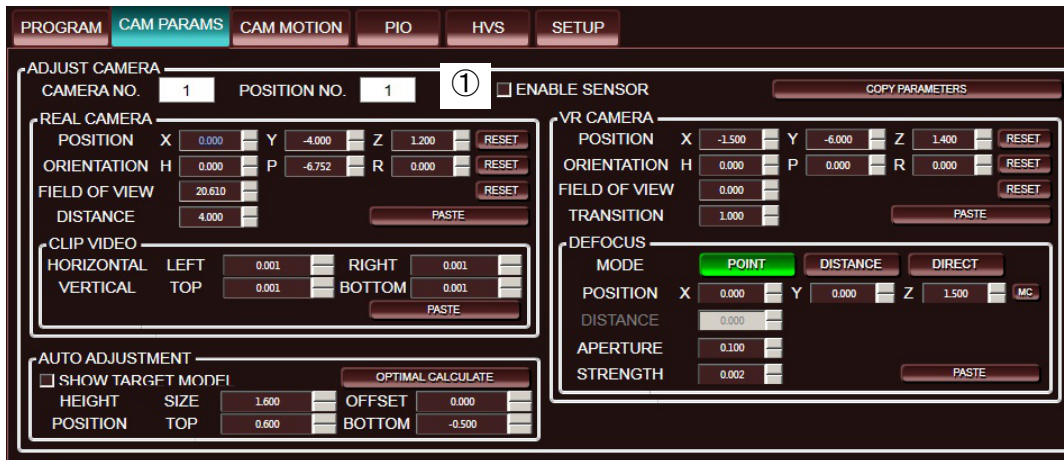 PROGRAM CAM PARAMS CAM MOTION PIO HVS SETUP
ADJUST CAMERA
CAMERA NO. 1 POSITION NO. 1 ① ENABLE SENSOR COPY PARAMETERS
REAL CAMERA
POSITION X 0.000 Y -4.000 Z 1.200 RESET
ORIENTATION H 0.000 P -6.752 R 0.000 RESET
FIELD OF VIEW 20.610 RESET
DISTANCE 4.000 PASTE
CLIP VIDEO
HORIZONTAL LEFT 0.001 RIGHT 0.001
VERTICAL TOP 0.001 BOTTOM 0.001
PASTE
AUTO ADJUSTMENT
SHOW TARGET MODEL OPTIMAL CALCULATE
HEIGHT SIZE 1.600 OFFSET 0.000
POSITION TOP 0.600 BOTTOM -0.500
VR CAMERA
POSITION X -1.500 Y -6.000 Z 1.400 RESET
ORIENTATION H 0.000 P 0.000 R 0.000 RESET
FIELD OF VIEW 0.000 RESET
TRANSITION 1.000 PASTE
DEFOCUS
MODE POINT DISTANCE DIRECT
POSITION X 0.000 Y 0.000 Z 1.500 MC
DISTANCE 0.000
APERTURE 0.100
STRENGTH 0.002 PASTE